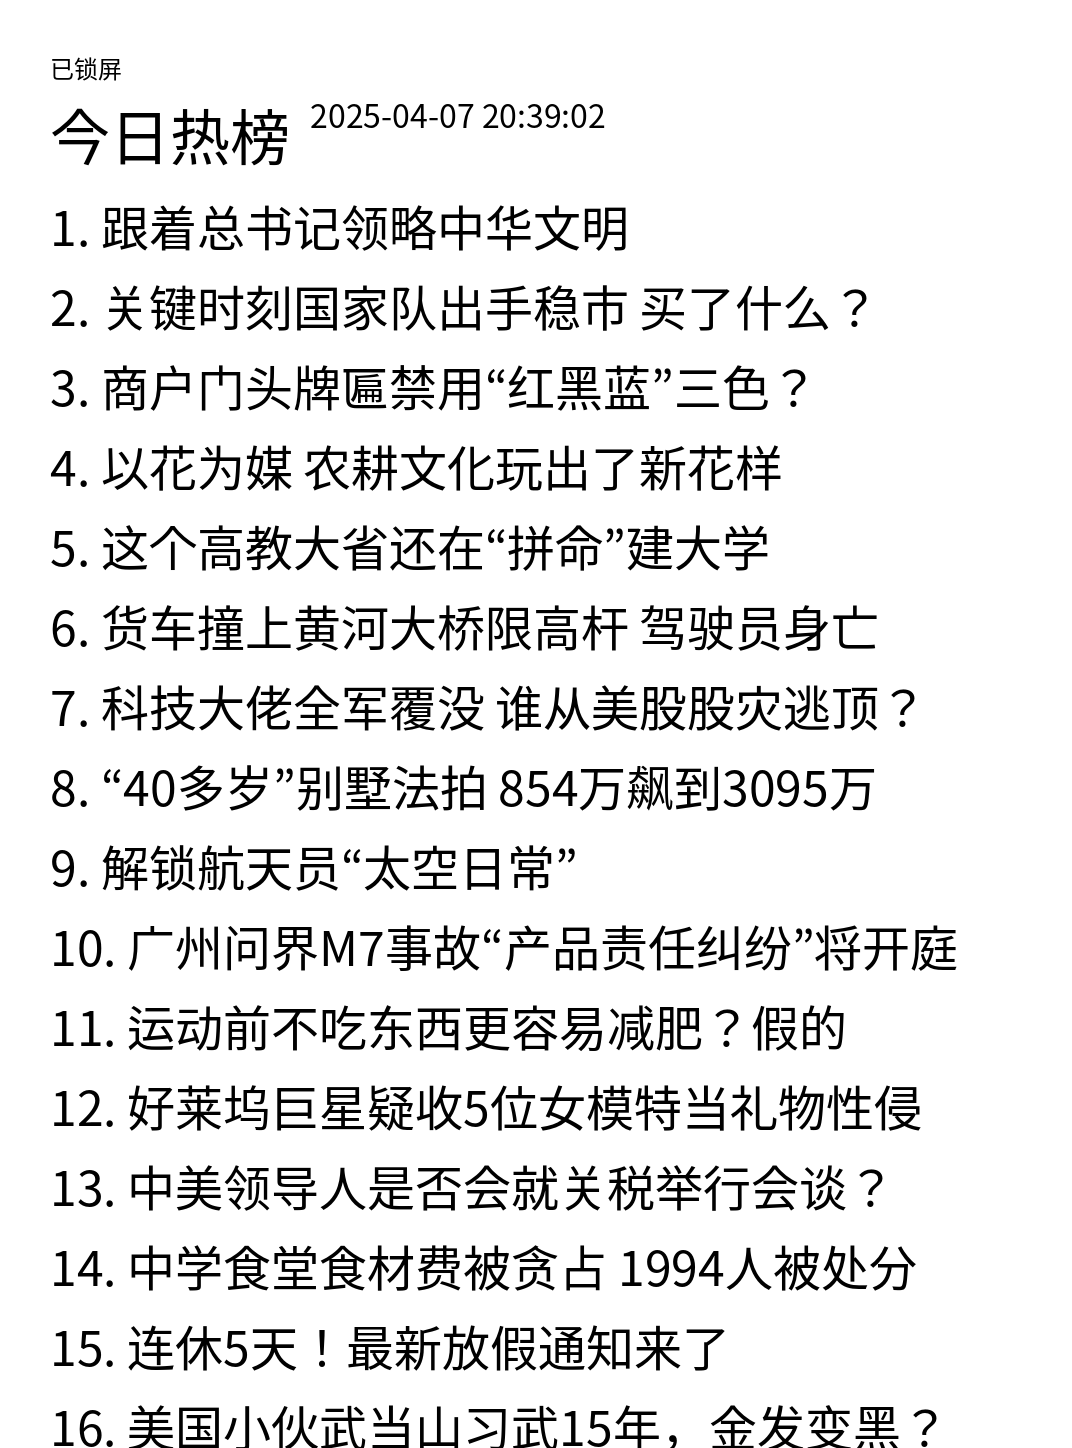 已锁屏
今日热榜 2025-04-07 20:39:02
1. 跟着总书记领略中华文明
2. 关键时刻国家队出手稳市 买了什么？
3. 商户门头牌匾禁用“红黑蓝”三色？
4. 以花为媒 农耕文化玩出了新花样
5. 这个高教大省还在“拼命”建大学
6. 货车撞上黄河大桥限高杆 驾驶员身亡
7. 科技大佬全军覆没 谁从美股股灾逃顶？
8. “40多岁”别墅法拍 854万飙到3095万
9. 解锁航天员“太空日常”
10. 广州问界M7事故“产品责任纠纷”将开庭
11. 运动前不吃东西更容易减肥？假的
12. 好莱坞巨星疑收5位女模特当礼物性侵
13. 中美领导人是否会就关税举行会谈？
14. 中学食堂食材费被贪占 1994人被处分
15. 连休5天！最新放假通知来了
16. 美国小伙武当山习武15年，金发变黑？